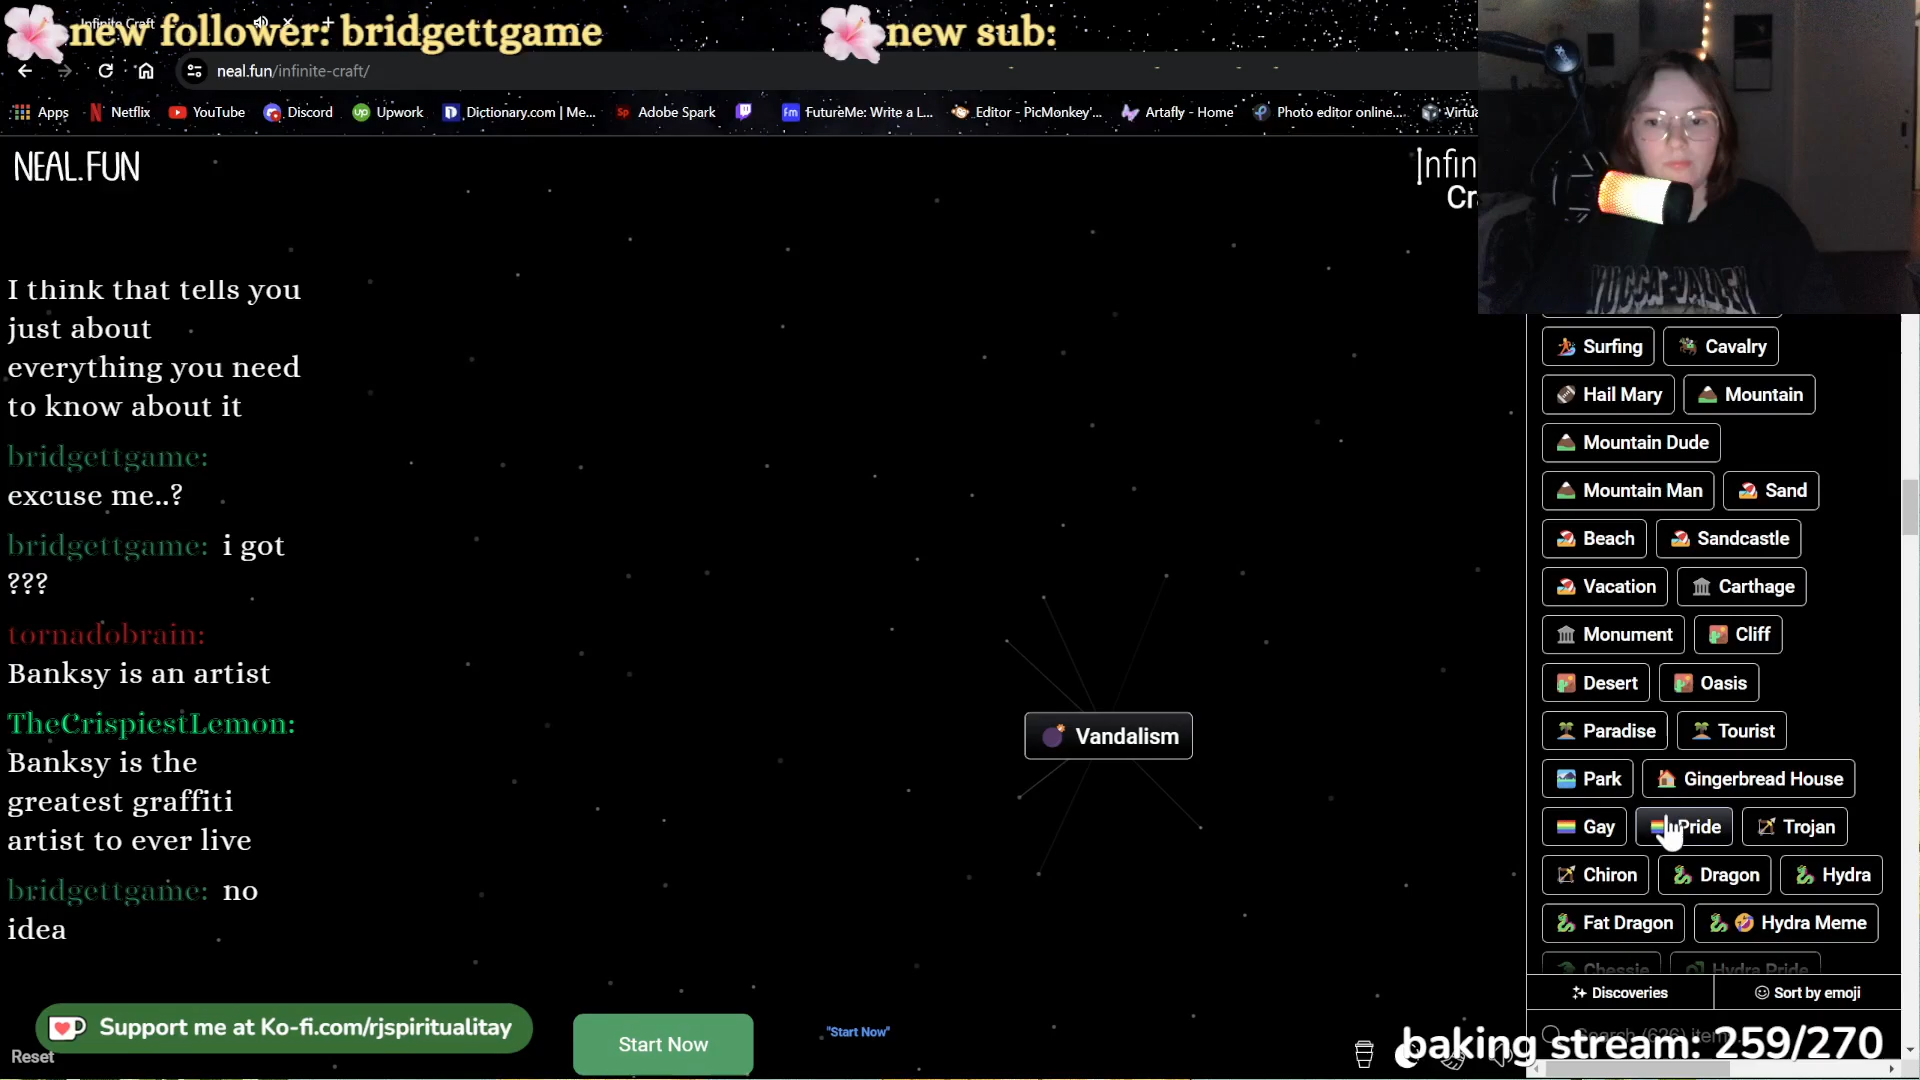 new follower: bridgettgame
new sub:
Infinite Craft
neal.fun/infinite-craft/
Apps
Netflix
YouTube
Discord
Upwork
Dictionary.com | Me...
Adobe Spark
FutureMe: Write a L...
Editor - PicMonkey'...
Artafly - Home
Photo editor online...
NEAL.FUN
I think that tells you
just about
everything you need
to know about it
bridgettgame:
excuse me..?
bridgettgame: i got
???
tornadobrain:
Banksy is an artist
TheCrispiestLemon:
Banksy is the
greatest graffiti
artist to ever live
bridgettgame: no
idea
Vandalism
YUCCA VALLEY
Surfing
Cavalry
Hail Mary
Mountain
Mountain Dude
Mountain Man
Sand
Beach
Sandcastle
Vacation
Carthage
Monument
Cliff
Desert
Oasis
Paradise
Tourist
Park
Gingerbread House
Gay
Pride
Trojan
Chiron
Dragon
Hydra
Fat Dragon
Hydra Meme
Chessie
Hydra Pride
Discoveries
Sort by emoji
Support me at Ko-fi.com/rjspiritualitay
Reset
Start Now
"Start Now"
baking stream: 259/270